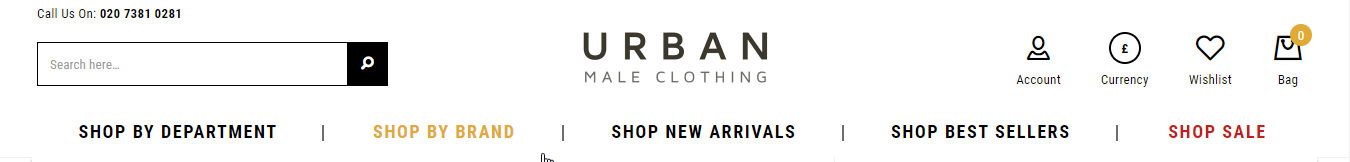 Call Us On: 020 7381 0281
Search here...
URBAN
MALE CLOTHING
0
£
Account
Currency
Wishlist
Bag
SHOP BY DEPARTMENT | SHOP BY BRAND | SHOP NEW ARRIVALS | SHOP BEST SELLERS | SHOP SALE